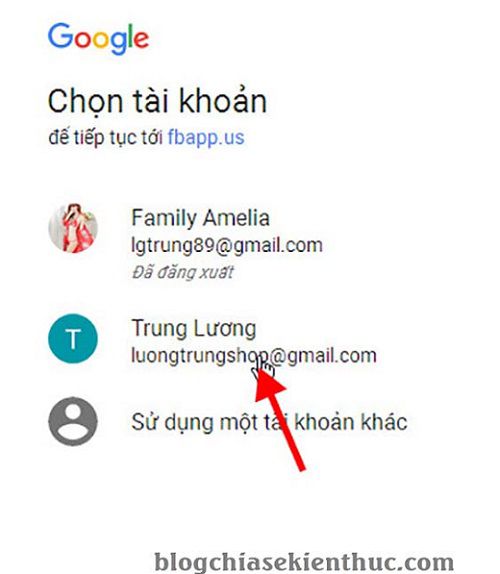 Google
Chọn tài khoản
để tiếp tục tới fbapp.us
Family Amelia
lgtrung89@gmail.com
Đã đăng xuất
T
Trung Lương
luongtrungshop@gmail.com
Sử dụng một tài khoản khác
blogchiasekienthuc.com